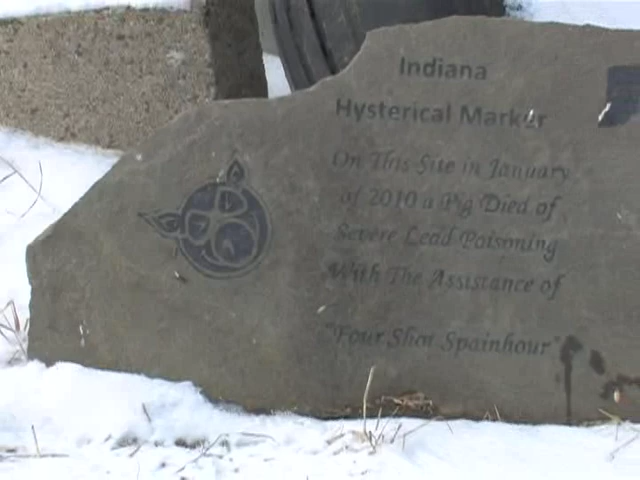 Indiana
Hysterical Marker
On This Site in January
of 2010 a Pig Died of
Severe Lead Poisoning
With The Assistance of
"Four Shot Spainhour"